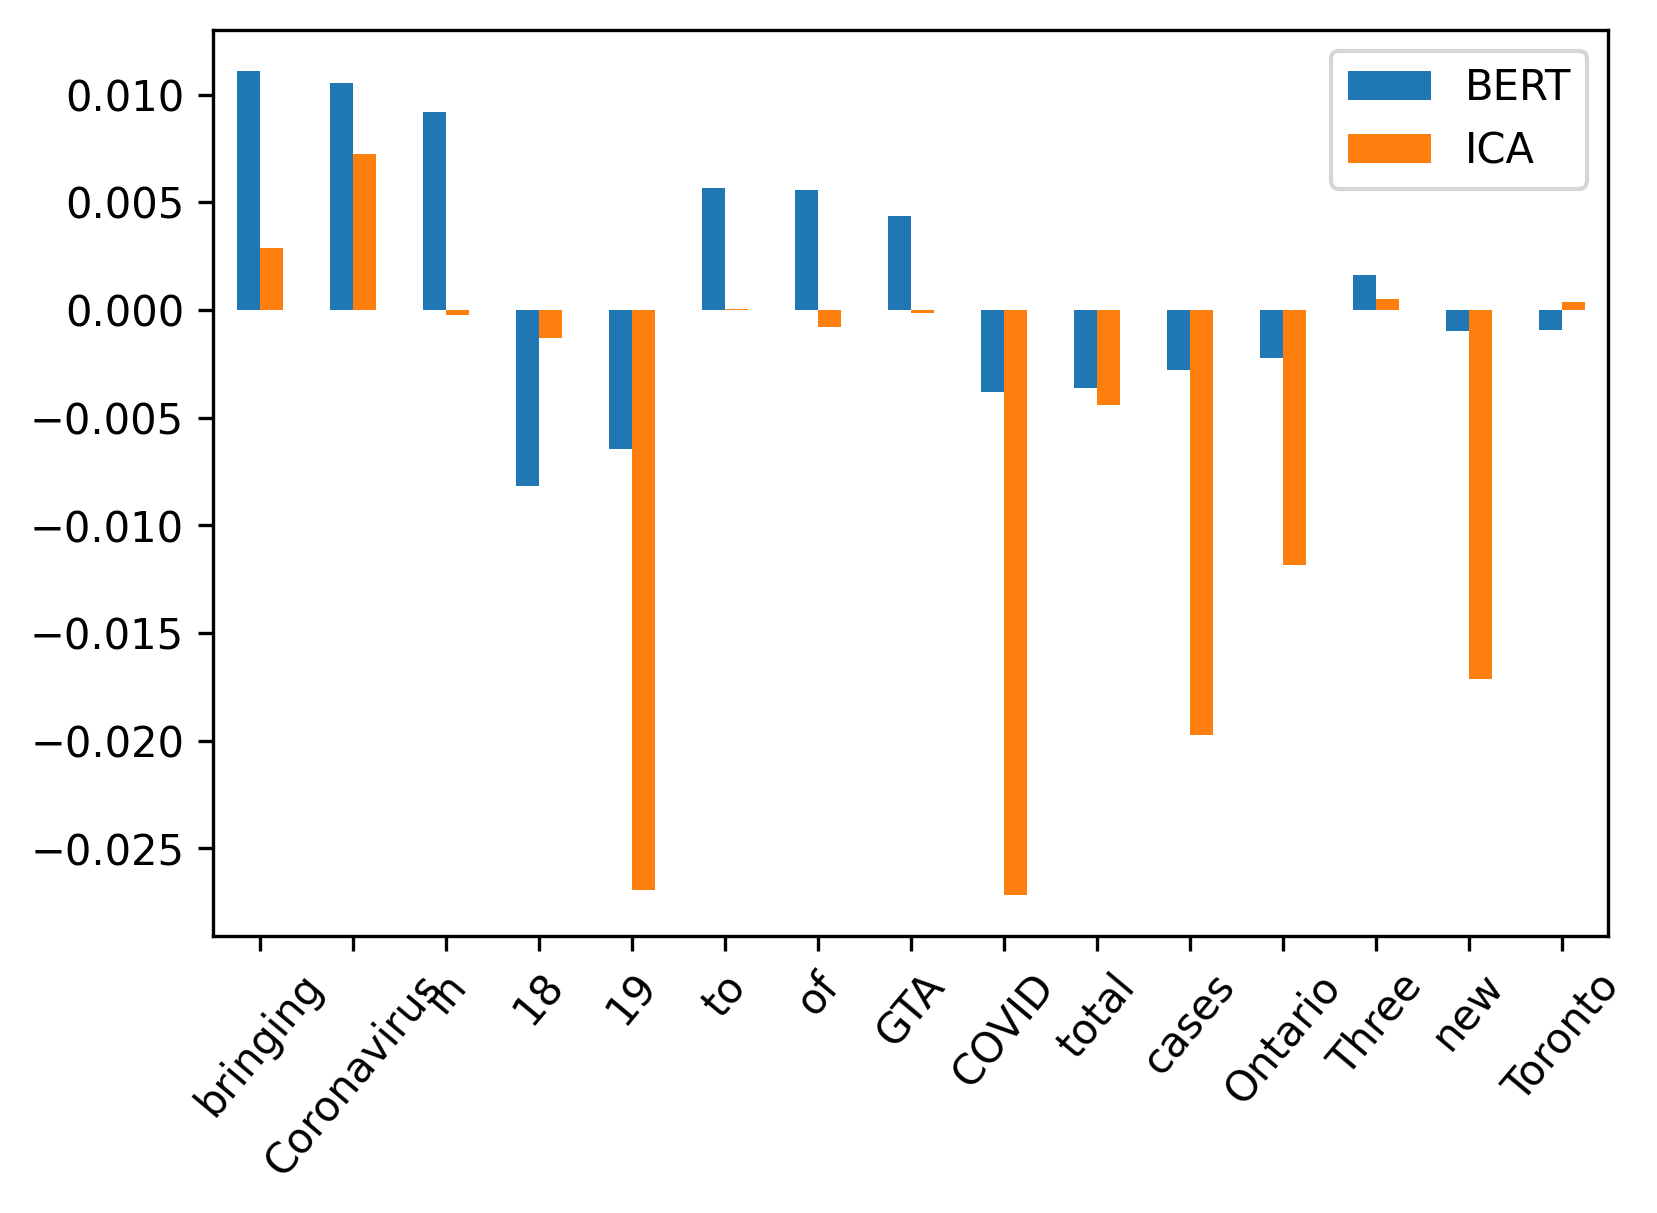 BERT
ICA
0.010
0.005
0.000
−0.005
−0.010
−0.015
−0.020
−0.025
bringing
Coronavirus
in
18
19
to
of
GTA
COVID
total
cases
Ontario
Three
new
Toronto